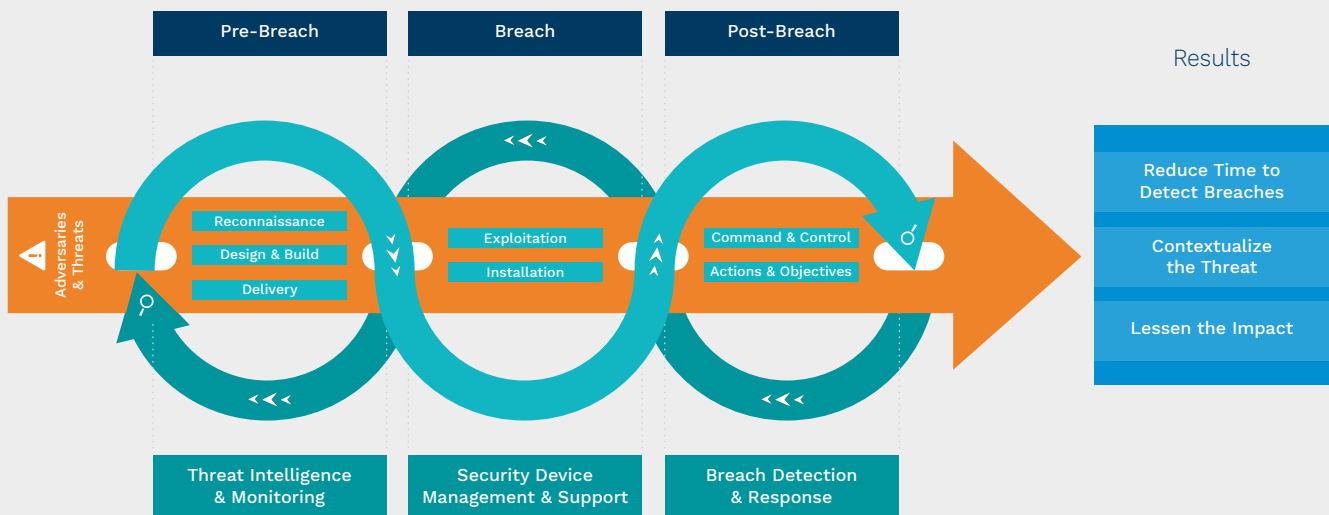 Pre-Breach
Breach
Post-Breach
Results
Adversaries
& Threats
Reconnaissance
Design & Build
Delivery
Exploitation
Installation
Command & Control
Actions & Objectives
Reduce Time to
Detect Breaches
Contextualize
the Threat
Lessen the Impact
Threat Intelligence
& Monitoring
Security Device
Management & Support
Breach Detection
& Response